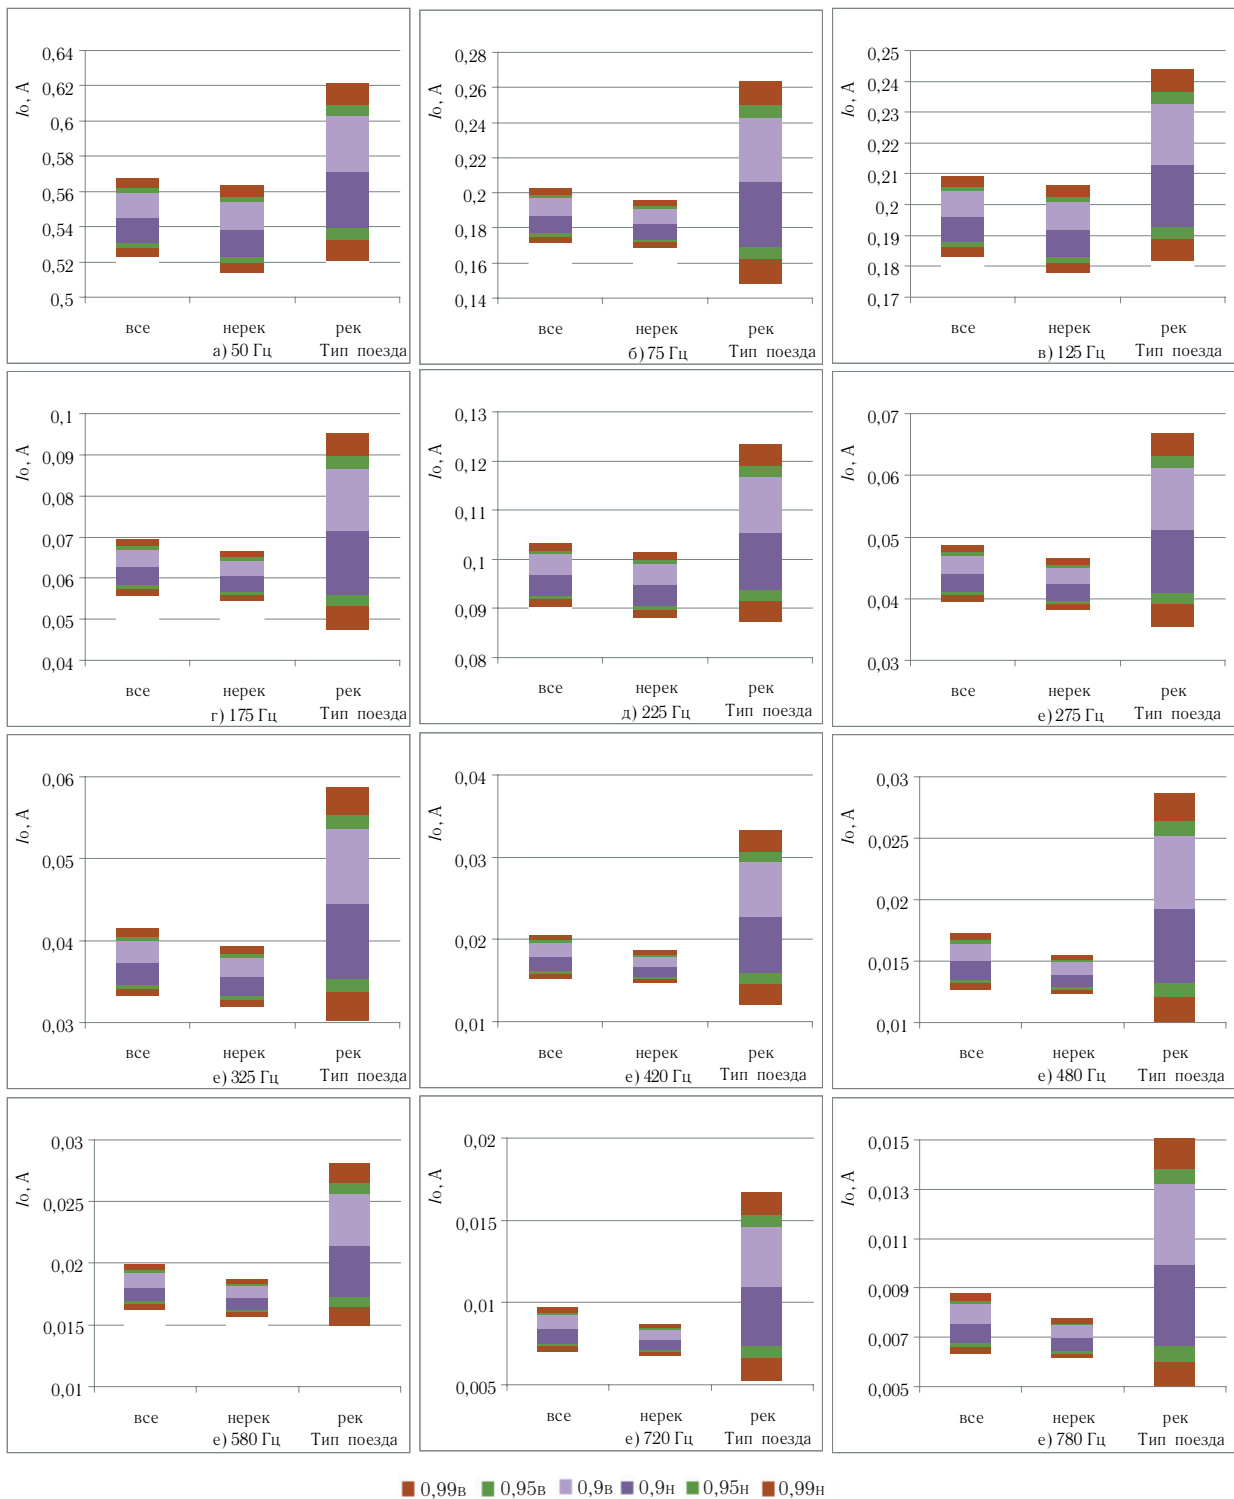 Io, А
0,64
0,62
0,6
0,58
0,56
0,54
0,52
0,5
все нерек рек
а) 50 Гц Тип поезда
Io, А
0,28
0,26
0,24
0,22
0,2
0,18
0,16
0,14
все нерек рек
б) 75 Гц Тип поезда
Io, А
0,25
0,24
0,23
0,22
0,21
0,2
0,19
0,18
0,17
все нерек рек
в) 125 Гц Тип поезда
Io, А
0,1
0,09
0,08
0,07
0,06
0,05
0,04
все нерек рек
г) 175 Гц Тип поезда
Io, А
0,13
0,12
0,11
0,1
0,09
0,08
все нерек рек
д) 225 Гц Тип поезда
Io, А
0,07
0,06
0,05
0,04
0,03
все нерек рек
е) 275 Гц Тип поезда
Io, А
0,06
0,05
0,04
0,03
все нерек рек
е) 325 Гц Тип поезда
Io, А
0,04
0,03
0,02
0,01
все нерек рек
е) 420 Гц Тип поезда
Io, А
0,03
0,025
0,02
0,015
0,01
все нерек рек
е) 480 Гц Тип поезда
Io, А
0,03
0,025
0,02
0,015
0,01
все нерек рек
е) 580 Гц Тип поезда
Io, А
0,02
0,015
0,01
0,005
все нерек рек
е) 720 Гц Тип поезда
Io, А
0,015
0,013
0,011
0,009
0,007
0,005
все нерек рек
е) 780 Гц Тип поезда
0,99в 0,95в 0,9в 0,9н 0,95н 0,99н